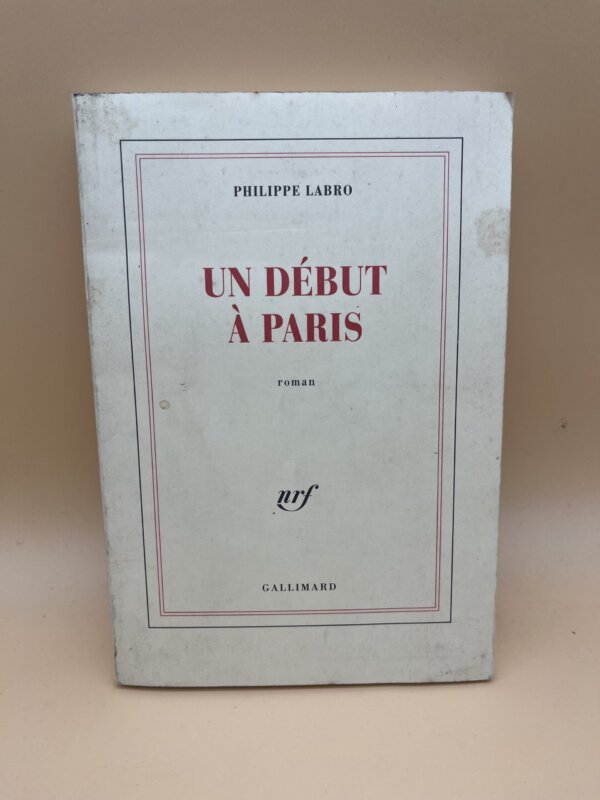 PHILIPPE LABRO
UN DÉBUT
À PARIS
roman
nrf
GALLIMARD